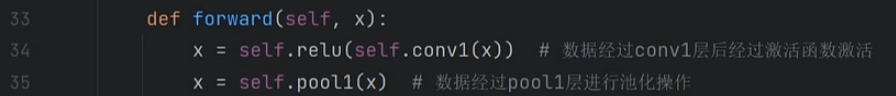 33 def forward(self, x):
34 x = self.relu(self.conv1(x)) # 数据经过conv1层后经过激活函数激活
35 x = self.pool1(x) # 数据经过pool1层进行池化操作